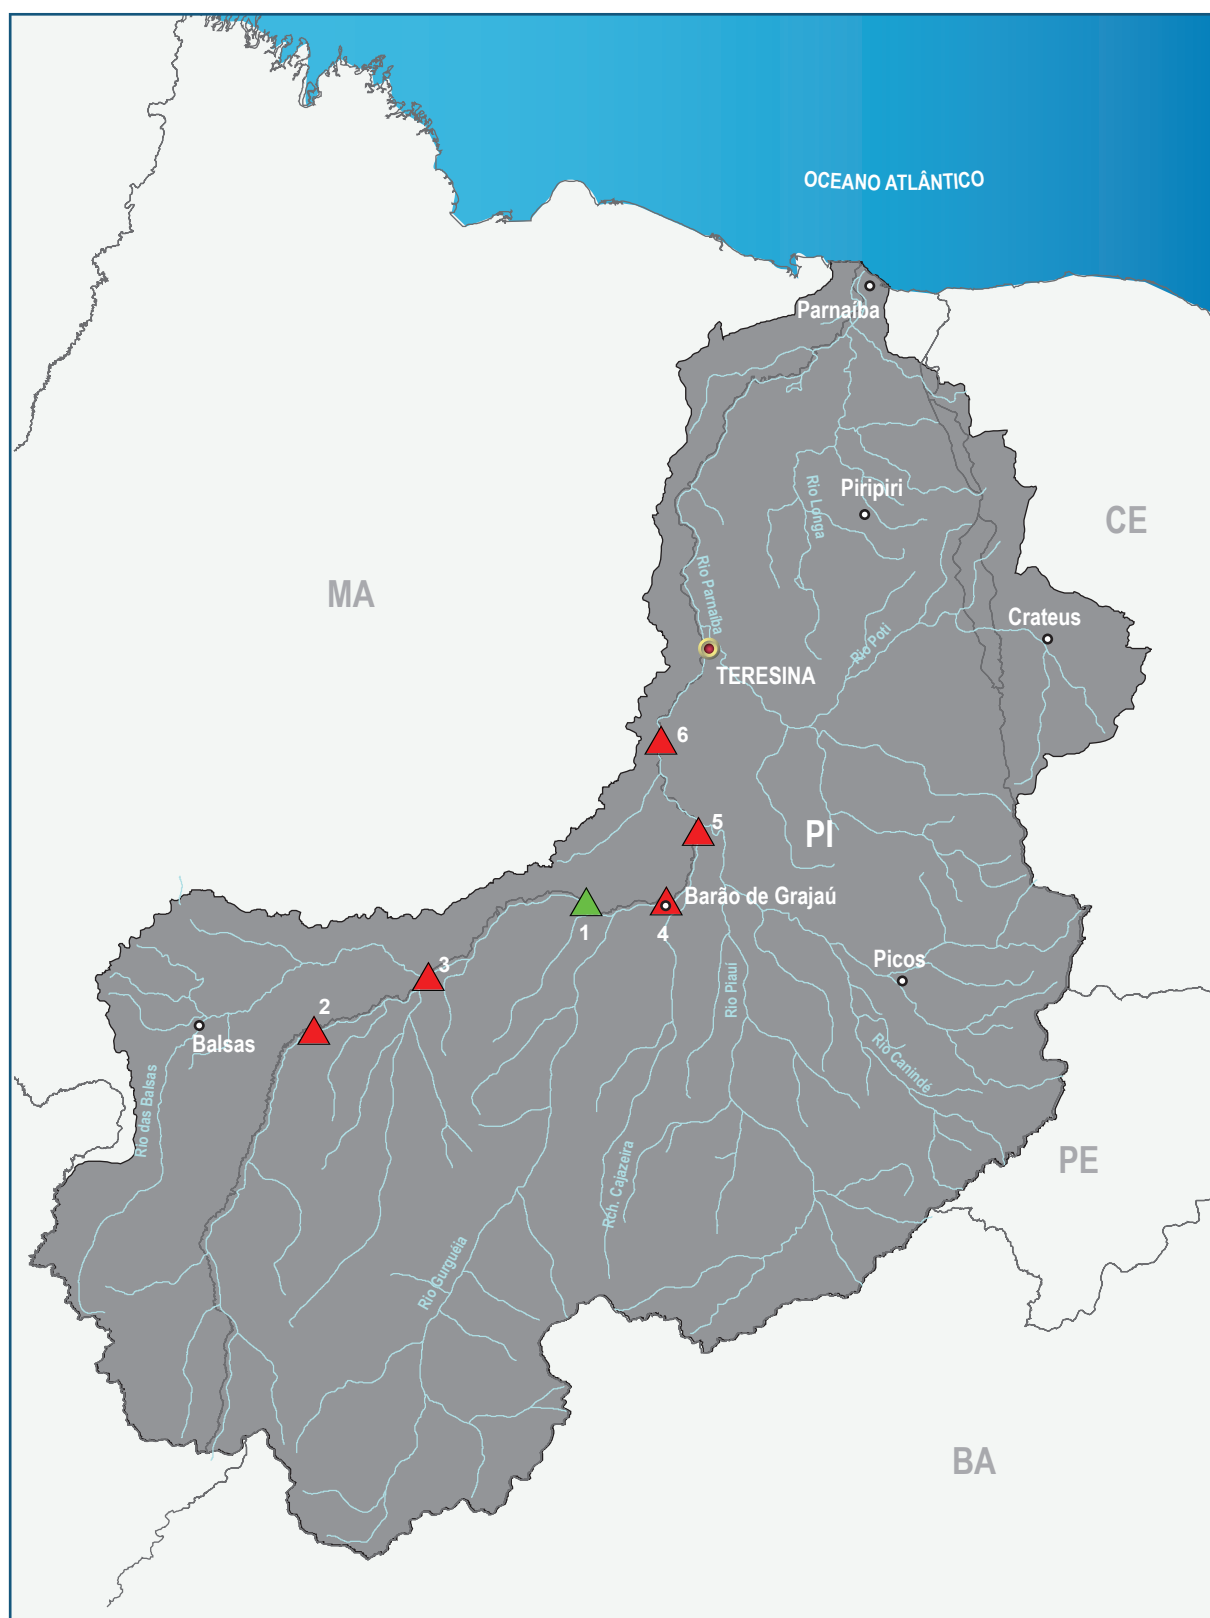 OCEANO ATLÂNTICO
Parnaíba
Piripiri
Rio Longa
CE
MA
Rio Parnaíba
Crateus
Rio Poti
TERESINA
6
5
PI
Barão de Grajaú
1
4
3
Picos
2
Rio Piauí
Balsas
Rio Canindé
Rio das Balsas
PE
Rch. Cajazeira
Rio Gurguéia
BA